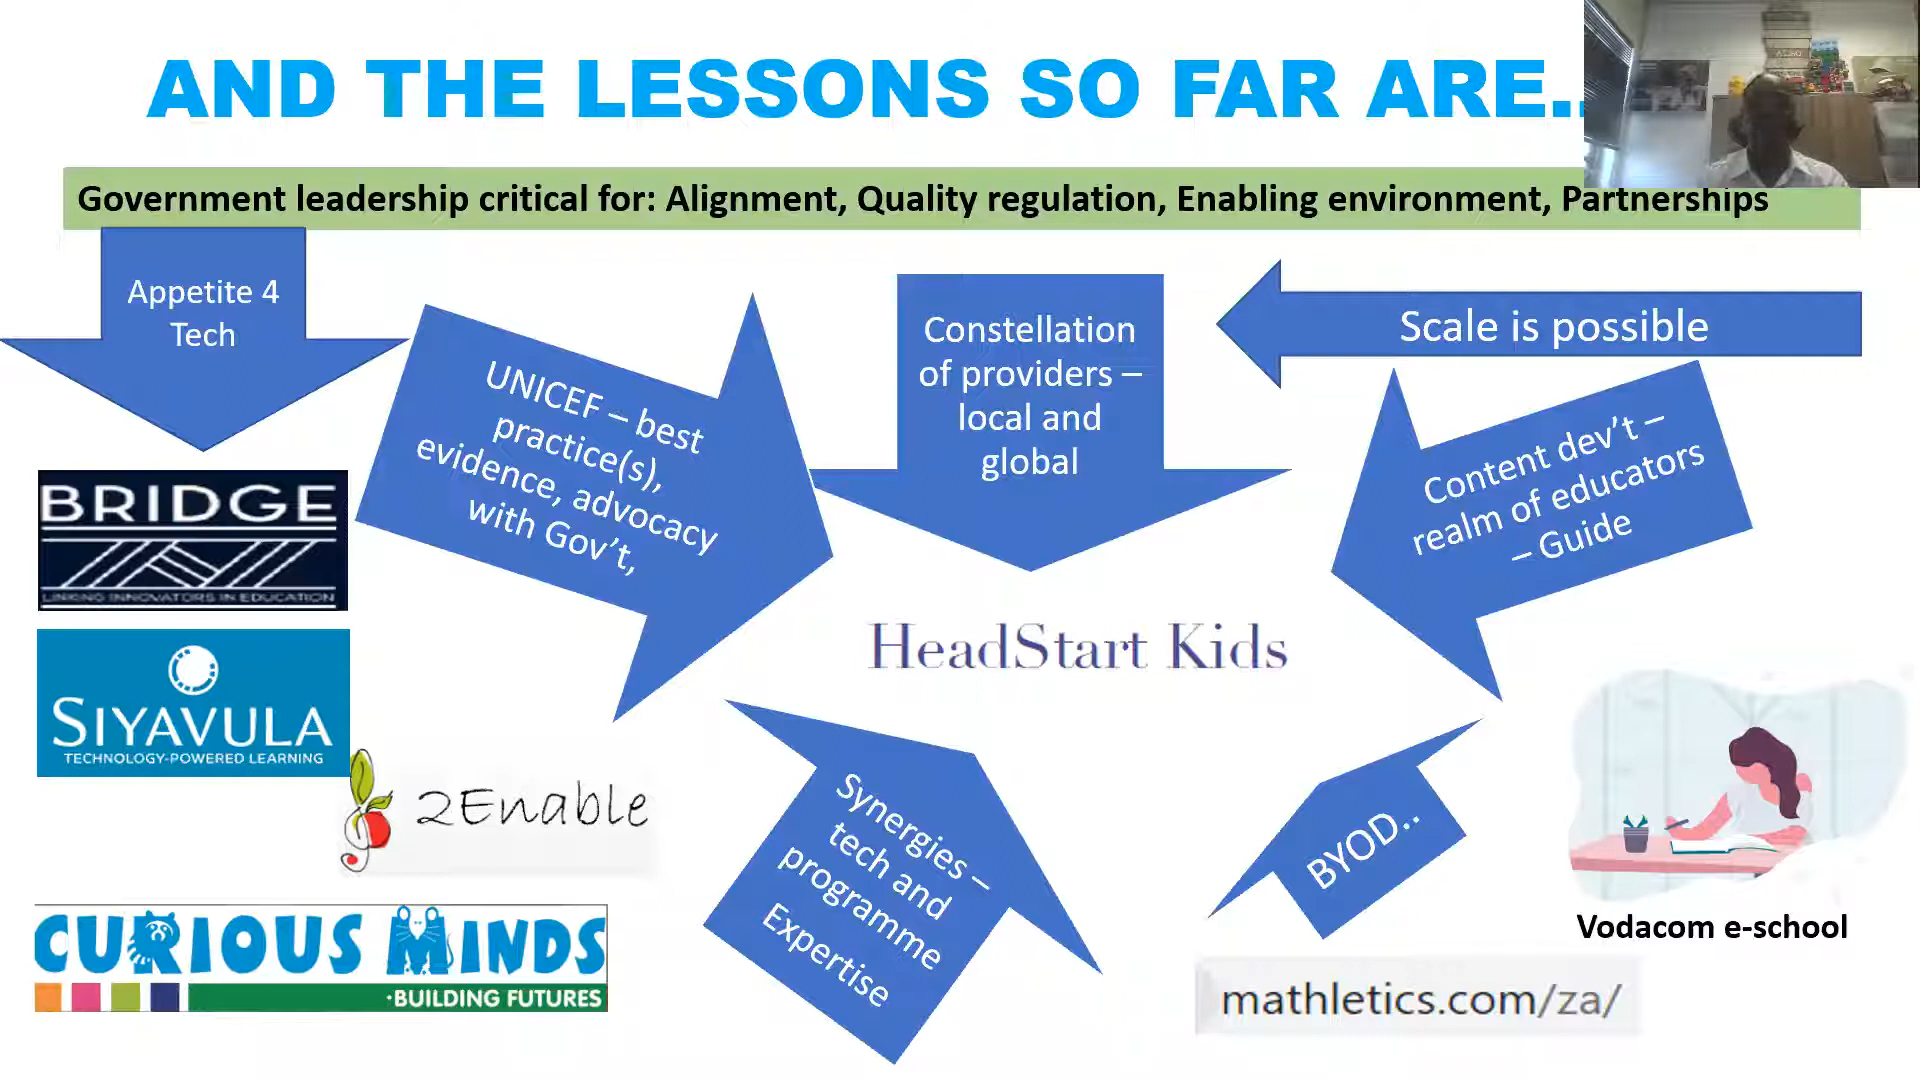 AND THE LESSONS SO FAR ARE..
Government leadership critical for: Alignment, Quality regulation, Enabling environment, Partnerships
Appetite 4
Tech
UNICEF – best
practice(s),
evidence, advocacy
with Gov't,
Constellation
of providers –
local and
global
Scale is possible
Content dev't –
realm of educators
– Guide
BRIDGE
LINKING INNOVATORS IN EDUCATION
SIYAVULA
TECHNOLOGY-POWERED LEARNING
HeadStart Kids
2Enable
Synergies –
tech and
programme
Expertise
BYOD..
Vodacom e-school
CURIOUS MINDS
·BUILDING FUTURES
mathletics.com/za/